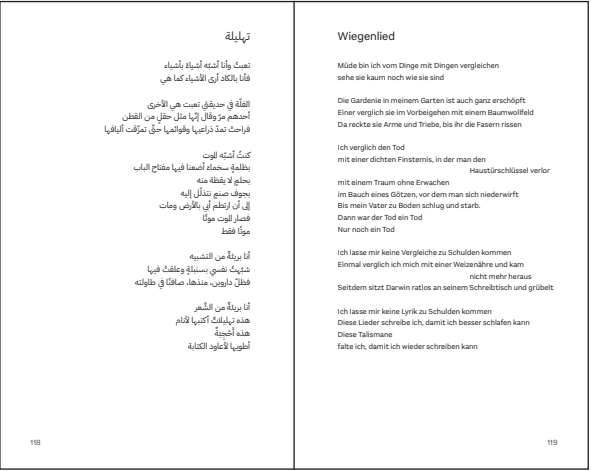 تهليلة
تعبتُ وأنا أشبّه أشياءَ بأشياء
فأنا بالكاد أرى الأشياء كما هي
الفلّة في حديقتي تعبت هي الأخرى
أحدهم مرّ وقال إنّها مثل حقلٍ من القطن
فراحتْ تمدّ ذراعيها وقوائمها حتّى تمزّقت أليافها
كنتُ أشبّه الموت
بظلمةٍ سخماءَ أضعنا فيها مفتاح الباب
بحلمٍ لا يقظة منه
بجوف صنمٍ نتذلّل إليه
إلى أن ارتطم أبي بالأرض ومات
فصار الموت موتًا
موتًا فقط
أنا بريئةٌ من التشبيه
شبّهتُ نفسي بسنبلةٍ وعلقتُ فيها
فظلّ داروين، منذها، صافنًا في طاولته
أنا بريئةٌ من الشّعر
هذه تهليلاتٌ أكتبها لأنام
هذه أَحْجِبَةٌ
أطويها لأعاود الكتابة
118
Wiegenlied
Müde bin ich vom Dinge mit Dingen vergleichen
sehe sie kaum noch wie sie sind
Die Gardenie in meinem Garten ist auch ganz erschöpft
Einer verglich sie im Vorbeigehen mit einem Baumwollfeld
Da reckte sie Arme und Triebe, bis ihr die Fasern rissen
Ich verglich den Tod
mit einer dichten Finsternis, in der man den
Haustürschlüssel verlor
mit einem Traum ohne Erwachen
im Bauch eines Götzen, vor dem man sich niederwirft
Bis mein Vater zu Boden schlug und starb.
Dann war der Tod ein Tod
Nur noch ein Tod
Ich lasse mir keine Vergleiche zu Schulden kommen
Einmal verglich ich mich mit einer Weizenähre und kam
nicht mehr heraus
Seitdem sitzt Darwin ratlos an seinem Schreibtisch und grübelt
Ich lasse mir keine Lyrik zu Schulden kommen
Diese Lieder schreibe ich, damit ich besser schlafen kann
Diese Talismane
falte ich, damit ich wieder schreiben kann
119